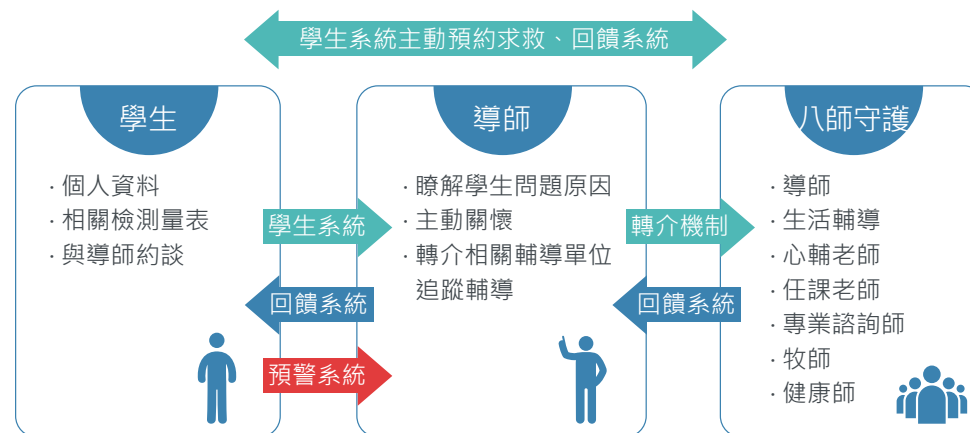 學生系統主動預約求救、回饋系統
學生
· 個人資料
· 相關檢測量表
· 與導師約談
學生系統
回饋系統
預警系統
導師
· 瞭解學生問題原因
· 主動關懷
· 轉介相關輔導單位
追蹤輔導
轉介機制
回饋系統
八師守護
· 導師
· 生活輔導
· 心輔老師
· 任課老師
· 專業諮詢師
· 牧師
· 健康師